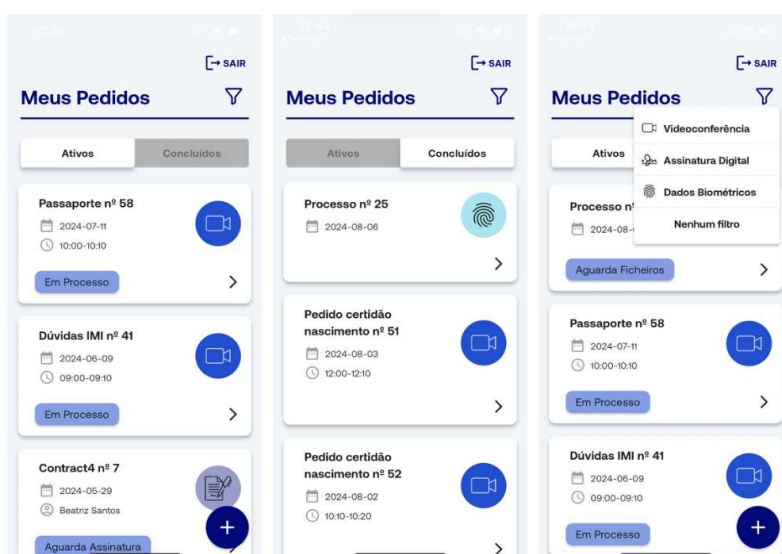 SAIR
Meus Pedidos
Ativos
Concluídos
Passaporte nº 58
2024-07-11
10:00-10:10
Em Processo
Dúvidas IMI nº 41
2024-06-09
09:00-09:10
Em Processo
Contract4 nº 7
2024-05-29
Beatriz Santos
+
Aguarda Assinatura
SAIR
Meus Pedidos
Ativos
Concluídos
Processo nº 25
2024-08-06
Pedido certidão
nascimento nº 51
2024-08-03
12:00-12:10
Pedido certidão
nascimento nº 52
2024-08-02
10:10-10:20
SAIR
Meus Pedidos
Videoconferência
Assinatura Digital
Dados Biométricos
Nenhum filtro
Ativos
Processo nº
2024-08-
Aguarda Ficheiros
Passaporte nº 58
2024-07-11
10:00-10:10
Em Processo
Dúvidas IMI nº 41
2024-06-09
09:00-09:10
+
Em Processo